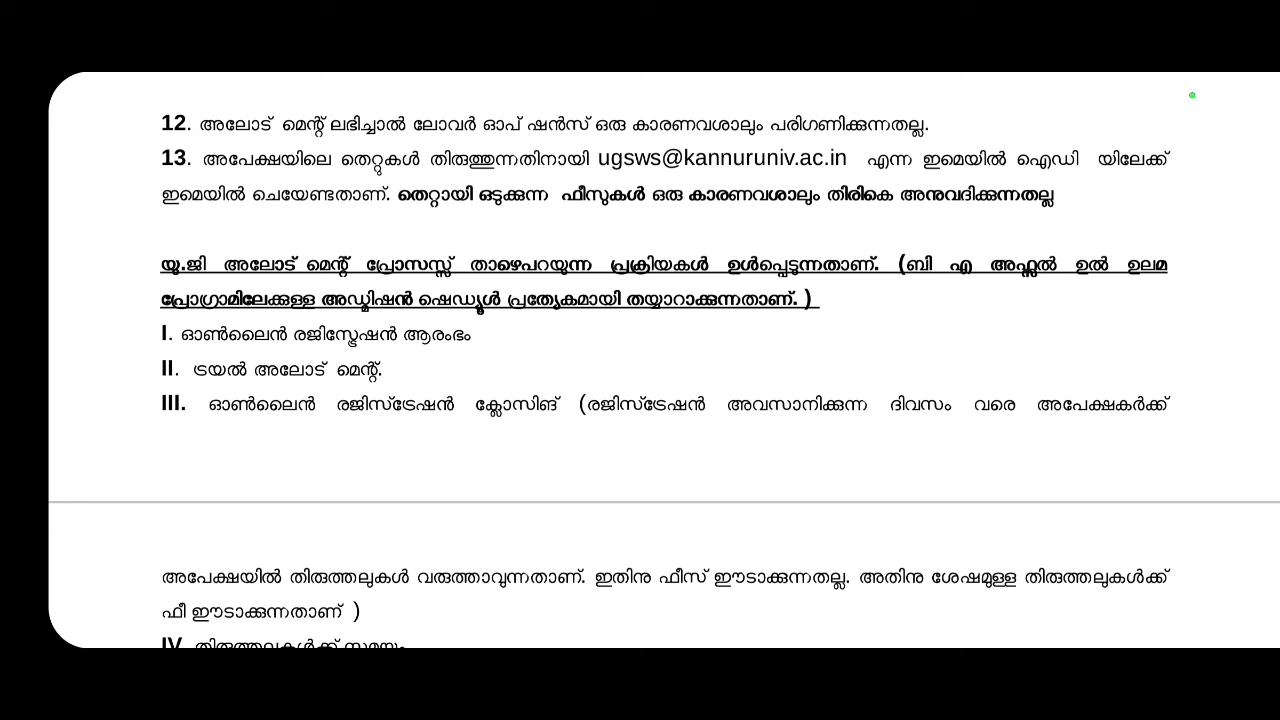 12. അലോട് മെന്റ് ലഭിച്ചാൽ ലോവർ ഓപ് ഷൻസ് ഒരു കാരണവശാലും പരിഗണിക്കുന്നതല്ല.
13. അപേക്ഷയിലെ തെറ്റുകൾ തിരുത്തുന്നതിനായി ugsws@kannuruniv.ac.in എന്ന ഇമെയിൽ ഐഡി യിലേക്ക്
ഇമെയിൽ ചെയേണ്ടതാണ്. തെറ്റായി ഒടുക്കുന്ന ഫീസുകൾ ഒരു കാരണവശാലും തിരികെ അനുവദിക്കുന്നതല്ല
യു.ജി അലോട് മെന്റ് പ്രോസസ്സ് താഴെപറയുന്ന പ്രക്രിയകൾ ഉൾപ്പെടുന്നതാണ്. (ബി എ അഫ്സൽ ഉൽ ഉലമ
പ്രോഗ്രാമിലേക്കുള്ള അഡ്മിഷൻ ഷെഡ്യൂൾ പ്രത്യേകമായി തയ്യാറാക്കുന്നതാണ്. )
I. ഓൺലൈൻ രജിസ്ട്രേഷൻ ആരംഭം
II. ട്രയൽ അലോട് മെന്റ്.
III. ഓൺലൈൻ രജിസ്ട്രേഷൻ ക്ലോസിങ് (രജിസ്ട്രേഷൻ അവസാനിക്കുന്ന ദിവസം വരെ അപേക്ഷകർക്ക്
അപേക്ഷയിൽ തിരുത്തലുകൾ വരുത്താവുന്നതാണ്. ഇതിനു ഫീസ് ഈടാക്കുന്നതല്ല. അതിനു ശേഷമുള്ള തിരുത്തലുകൾക്ക്
ഫീ ഈടാക്കുന്നതാണ് )
IV. തിരുത്തലുകൾക്ക് സമയം